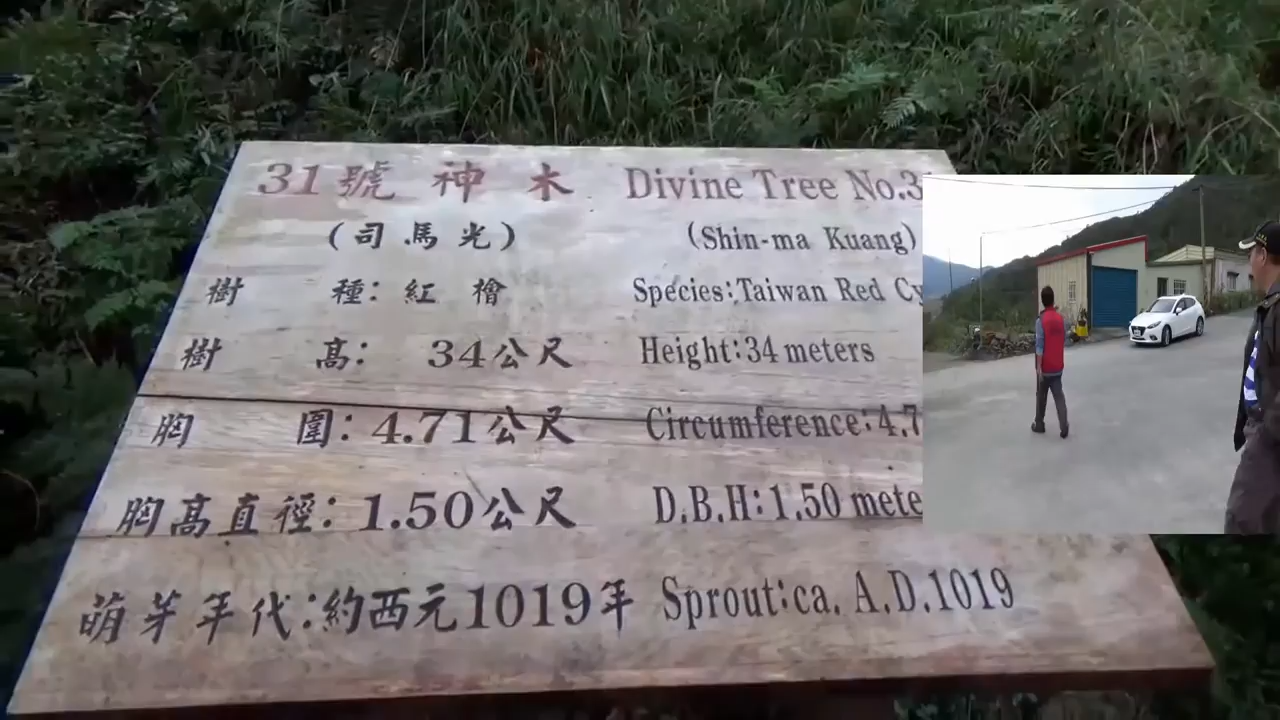 31號神木 Divine Tree No.3
(司馬光) (Shin-ma Kuang)
樹種：紅檜 Species:Taiwan Red Cy
樹高：34公尺 Height:34 meters
胸圍：4.71公尺 Circumference:4.7
胸高直徑：1.50公尺 D.B.H:1.50 mete
萌芽年代：約西元1019年 Sprout:ca. A.D.1019